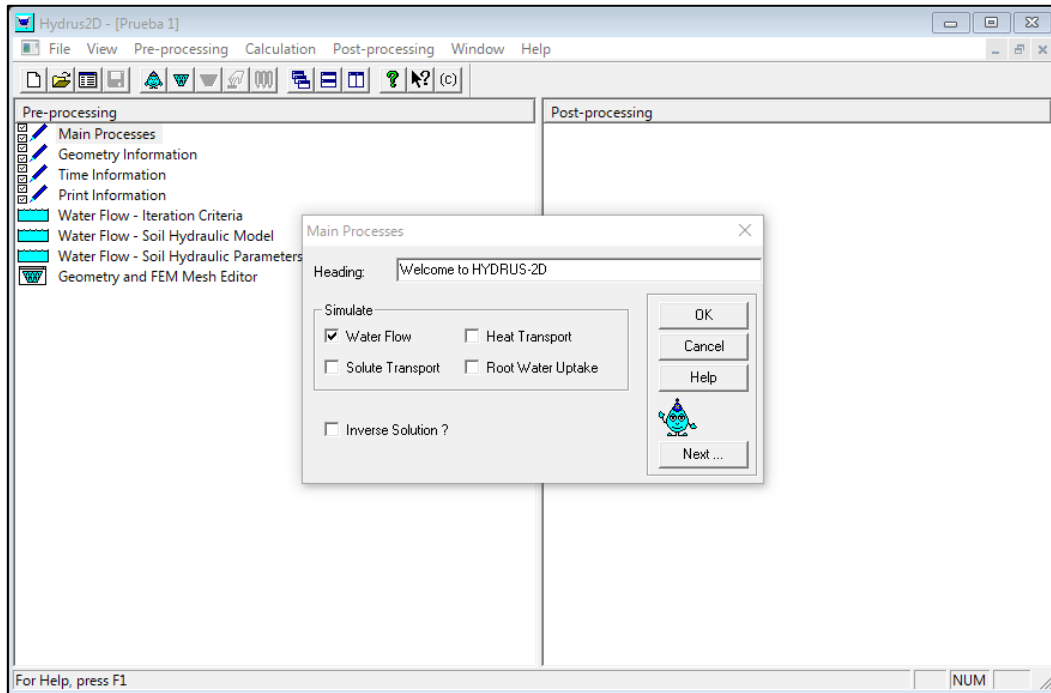 Hydrus2D - [Prueba 1]
File View Pre-processing Calculation Post-processing Window Help
? ? (c)
Pre-processing
Post-processing
Main Processes
Geometry Information
Time Information
Print Information
Water Flow - Iteration Criteria
Water Flow - Soil Hydraulic Model
Water Flow - Soil Hydraulic Parameters
Geometry and FEM Mesh Editor
Main Processes
Heading: Welcome to HYDRUS-2D
Simulate
Water Flow Heat Transport
Solute Transport Root Water Uptake
Inverse Solution ?
OK
Cancel
Help
Next ...
For Help, press F1
NUM